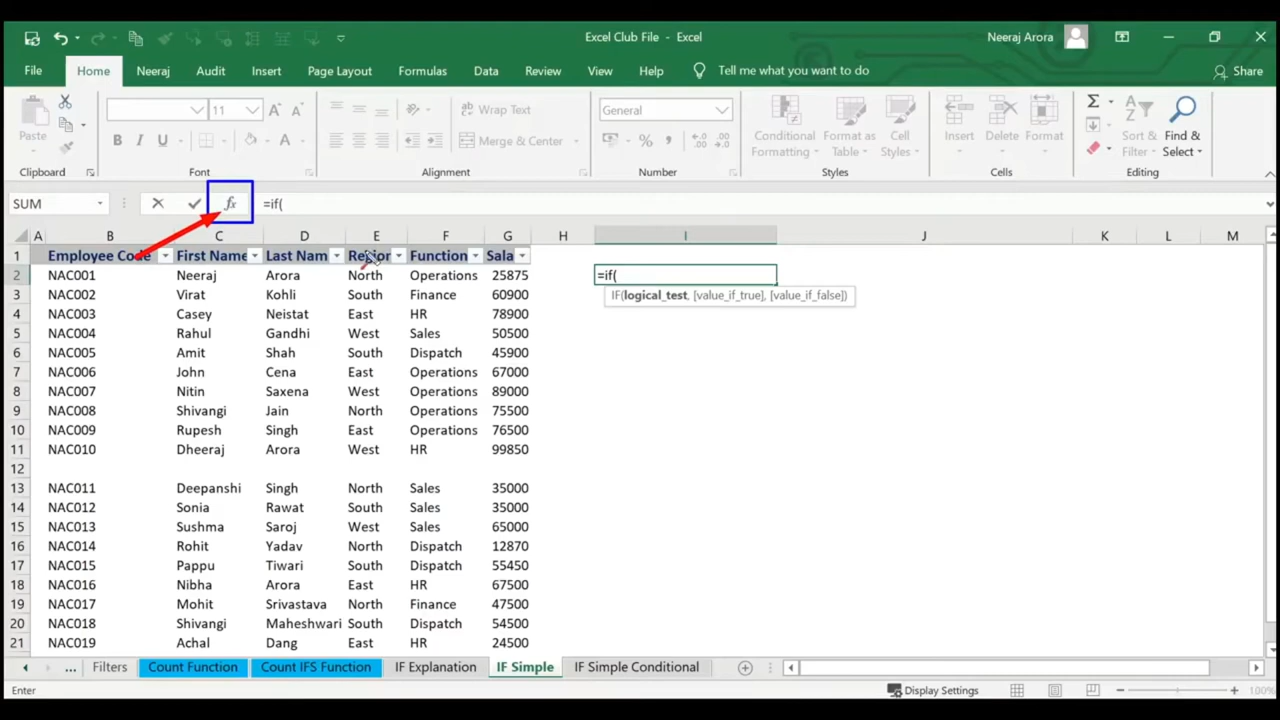 Excel Club File - Excel
Neeraj Arora
File Home Neeraj Audit Insert Page Layout Formulas Data Review View Help Tell me what you want to do Share
11 Wrap Text General
Paste B I U Merge & Center % Conditional Formatting Format as Table Cell Styles Insert Delete Format Sort & Filter Find & Select
Clipboard Font Alignment Number Styles Cells Editing
SUM fx =if(
A B C D E F G H I J K L M
1 Employee Code First Name Last Nam Region Function Sala
2 NAC001 Neeraj Arora North Operations 25875 =if(
IF(logical_test, [value_if_true], [value_if_false])
3 NAC002 Virat Kohli South Finance 60900
4 NAC003 Casey Neistat East HR 78900
5 NAC004 Rahul Gandhi West Sales 50500
6 NAC005 Amit Shah South Dispatch 45900
7 NAC006 John Cena East Operations 67000
8 NAC007 Nitin Saxena West Operations 89000
9 NAC008 Shivangi Jain North Operations 75500
10 NAC009 Rupesh Singh East Operations 76500
11 NAC010 Dheeraj Arora West HR 99850
12
13 NAC011 Deepanshi Singh North Sales 35000
14 NAC012 Sonia Rawat South Sales 35000
15 NAC013 Sushma Saroj West Sales 65000
16 NAC014 Rohit Yadav North Dispatch 12870
17 NAC015 Pappu Tiwari South Dispatch 55450
18 NAC016 Nibha Arora East HR 67500
19 NAC017 Mohit Srivastava North Finance 47500
20 NAC018 Shivangi Maheshwari South Dispatch 54500
21 NAC019 Achal Dang East HR 24500
... Filters Count Function Count IFS Function IF Explanation IF Simple IF Simple Conditional
Enter Display Settings 100%